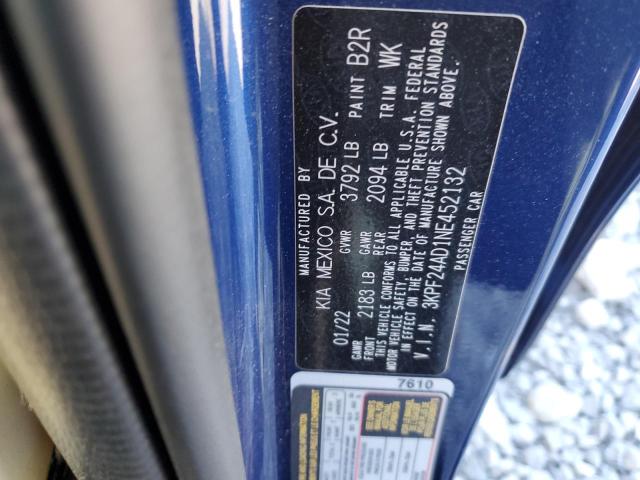 MANUFACTURED BY
KIA MEXICO S.A. DE C.V.
01/22 GVWR 3792 LB PAINT B2R
GAWR FRONT 2183 LB GAWR REAR 2094 LB TRIM WK
THIS VEHICLE CONFORMS TO ALL APPLICABLE U.S.A. FEDERAL
MOTOR VEHICLE SAFETY, BUMPER, AND THEFT PREVENTION STANDARDS
IN EFFECT ON THE DATE OF MANUFACTURE SHOWN ABOVE.
V.I.N. 3KPF24AD1NE452132
PASSENGER CAR
7610